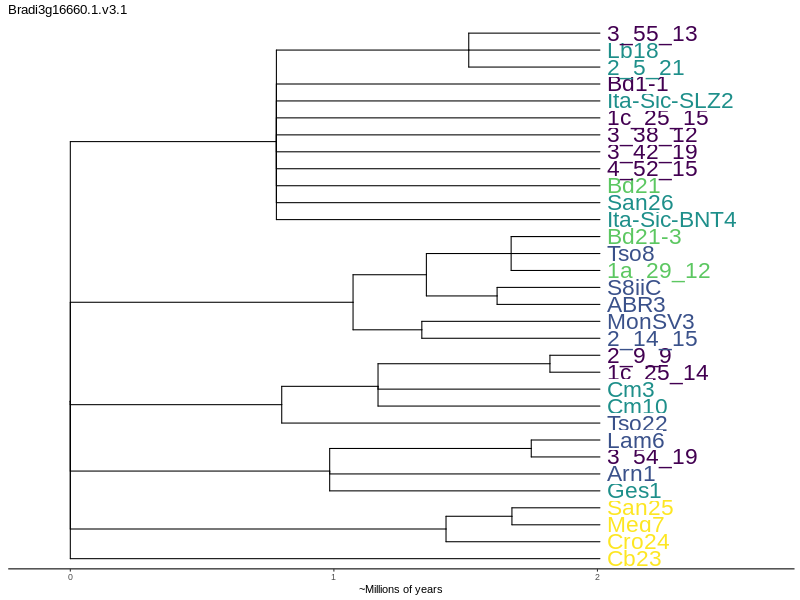 Bradi3g16660.1.v3.1
3_55_13
Lb18
2_5_21
Bd1-1
Ita-Sic-SLZ2
1c_25_15
3_38_12
3_42_19
4_52_15
Bd21
San26
Ita-Sic-BNT4
Bd21-3
Tso8
1a_29_12
S8iiC
ABR3
MonSV3
2_14_15
2_9_9
1c_25_14
Cm3
Cm10
Tso22
Lam6
3_54_19
Arn1
Ges1
San25
Meg7
Cro24
Cb23
0 1 2
~Millions of years